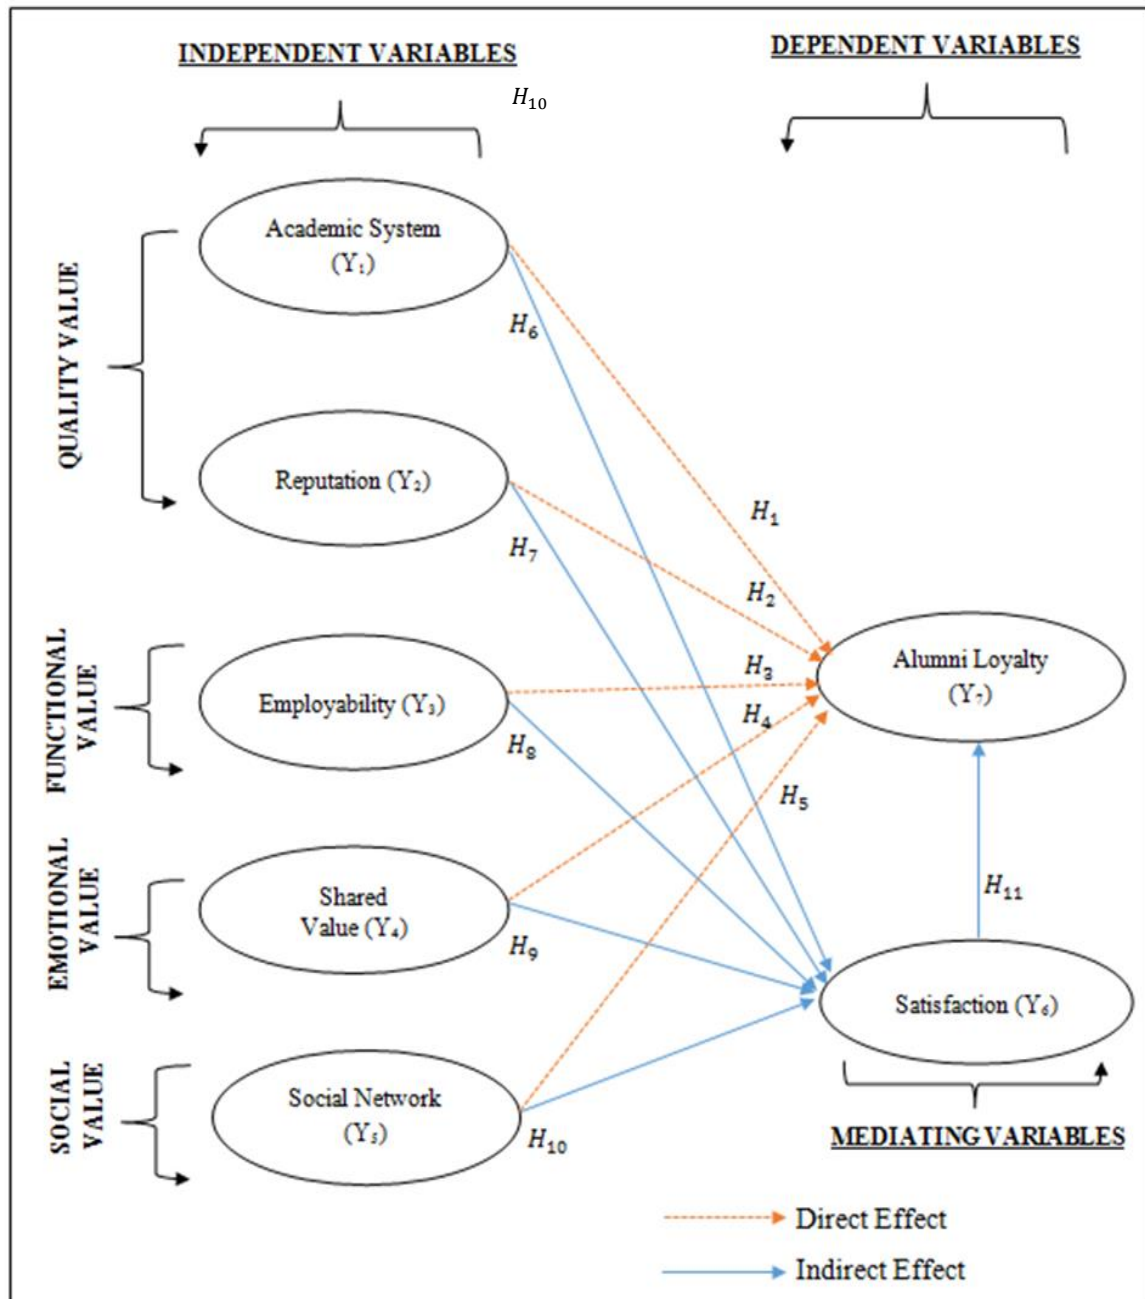 INDEPENDENT VARIABLES
DEPENDENT VARIABLES
H₁₀
QUALITY VALUE
Academic System
(Y₁)
H₆
Reputation (Y₂)
H₇
H₁
H₂
FUNCTIONAL
VALUE
Employability (Y₃)
H₈
H₃
H₄
H₅
Alumni Loyalty
(Y₇)
EMOTIONAL
VALUE
Shared
Value (Y₄)
H₉
H₁₁
Satisfaction (Y₆)
SOCIAL
VALUE
Social Network
(Y₅)
H₁₀
MEDIATING VARIABLES
Direct Effect
Indirect Effect